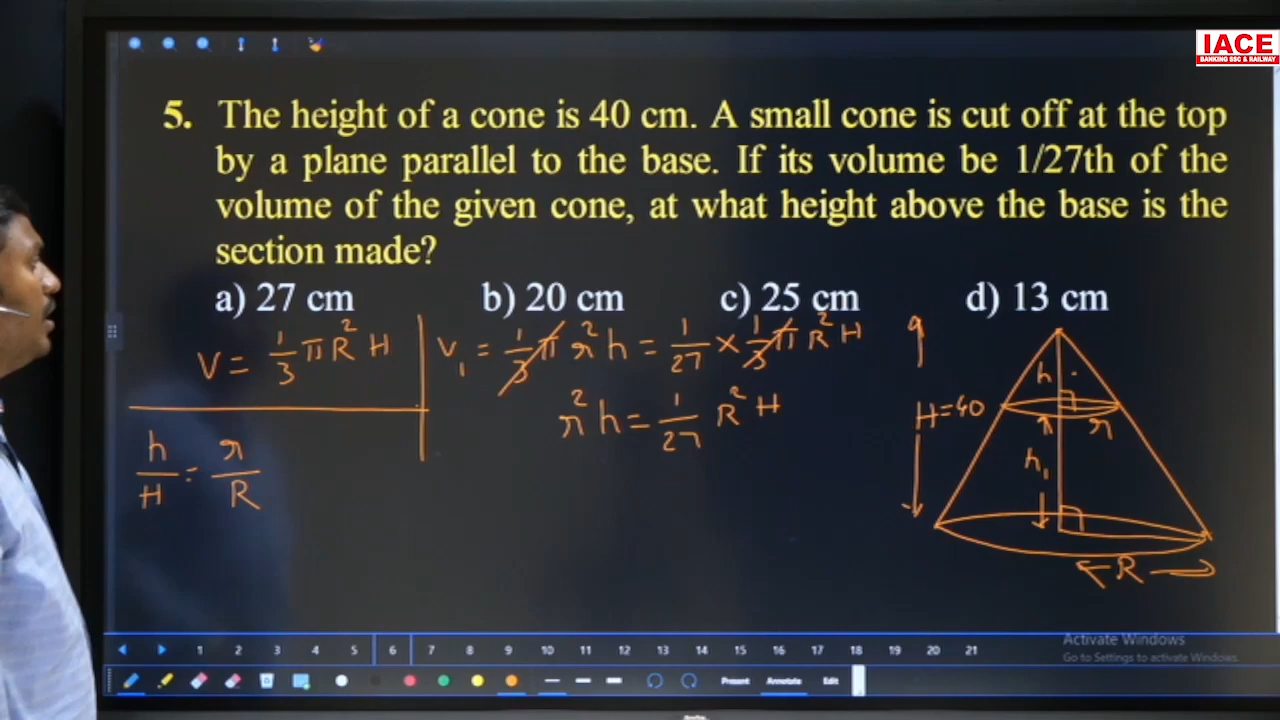 IACE
BANKING SSC & RAILWAY
5. The height of a cone is 40 cm. A small cone is cut off at the top
by a plane parallel to the base. If its volume be 1/27th of the
volume of the given cone, at what height above the base is the
section made?
a) 27 cm b) 20 cm c) 25 cm d) 13 cm
V = 1/3 πR² H
V₁ = 1/3 π r² h = 1/27 × 1/3 π R² H
r² h = 1/27 R² H
h/H = r/R
h
H=40
r
h₁
R
Activate Windows
Go to Settings to activate Windows.
1 2 3 4 5 6 7 8 9 10 11 12 13 14 15 16 17 18 19 20 21
Present Annotate Edit